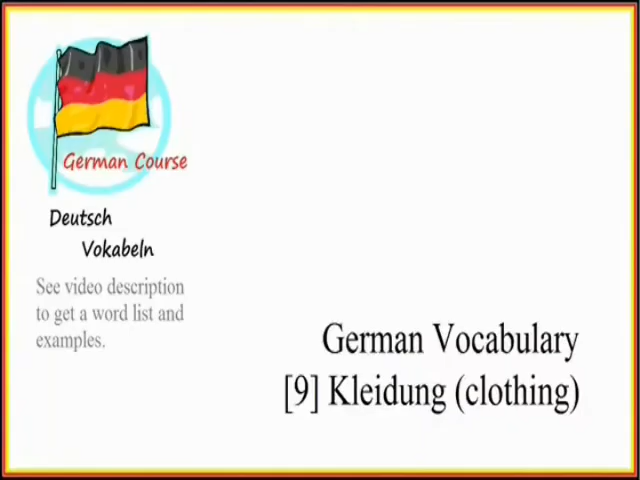 German Course
Deutsch
Vokabeln
See video description
to get a word list and
examples.
German Vocabulary
[9] Kleidung (clothing)